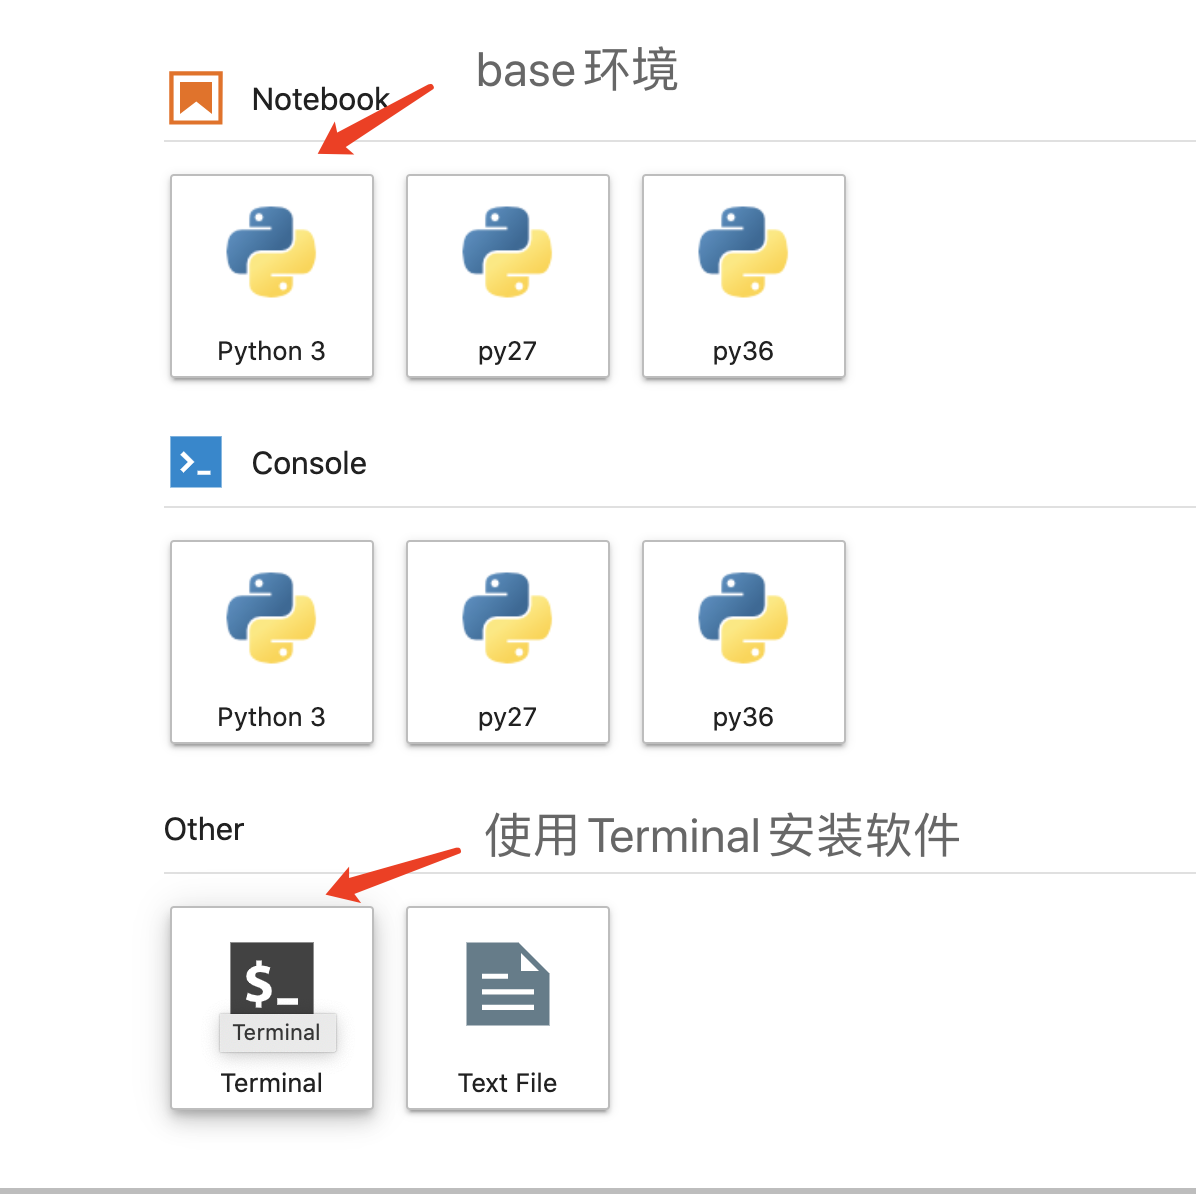 base 环境
Notebook
Python 3
py27
py36
Console
Python 3
py27
py36
使用 Terminal 安装软件
Other
$_
Terminal
Terminal
Text File